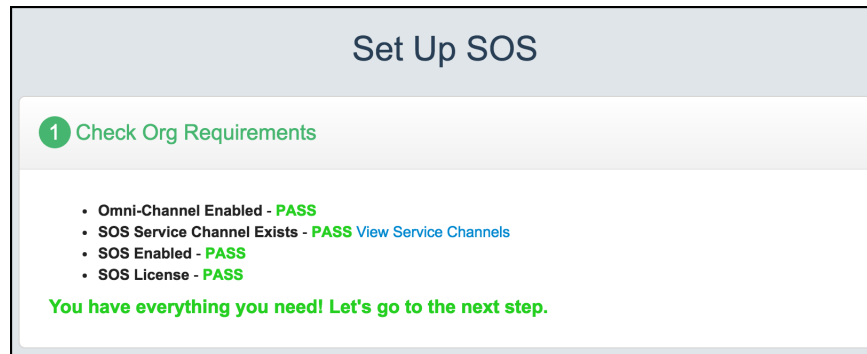 Set Up SOS
1 Check Org Requirements
• Omni-Channel Enabled - PASS
• SOS Service Channel Exists - PASS View Service Channels
• SOS Enabled - PASS
• SOS License - PASS
You have everything you need! Let's go to the next step.